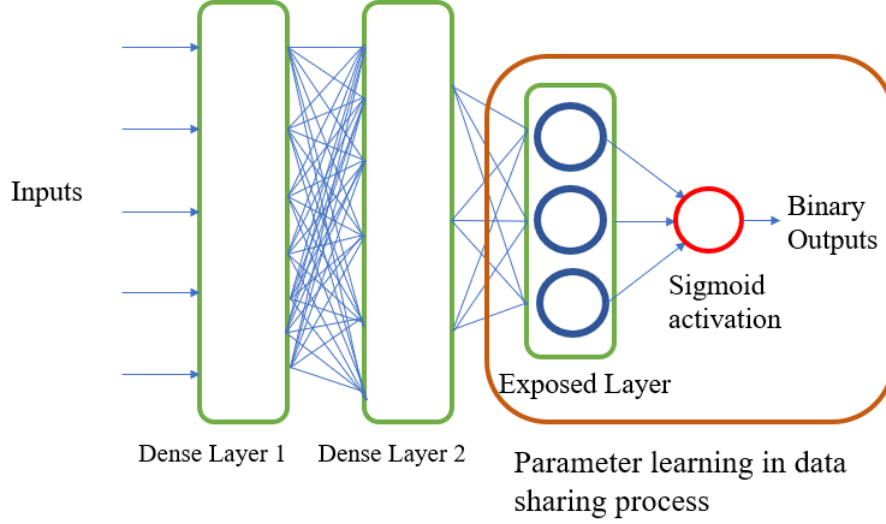 Inputs
Dense Layer 1
Dense Layer 2
Exposed Layer
Sigmoid
activation
Binary
Outputs
Parameter learning in data
sharing process